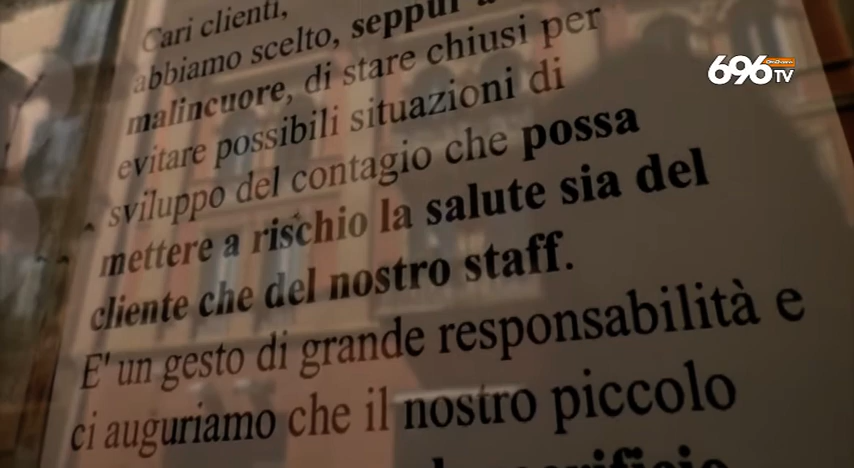 Cari clienti,
abbiamo scelto, seppur a
malincuore, di stare chiusi per
evitare possibili situazioni di
sviluppo del contagio che possa
mettere a rischio la salute sia del
cliente che del nostro staff.
E' un gesto di grande responsabilità e
ci auguriamo che il nostro piccolo
696 TV